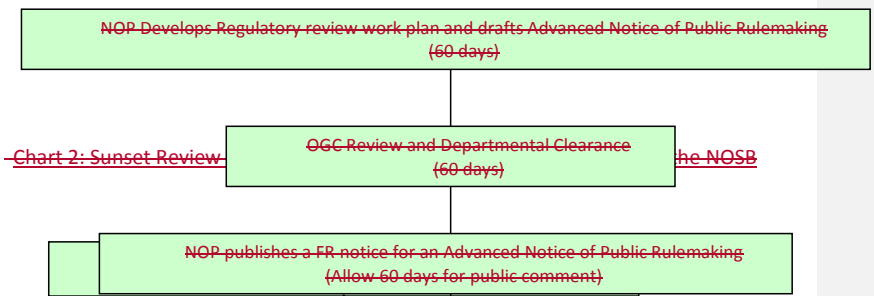 NOP Develops Regulatory review work plan and drafts Advanced Notice of Public Rulemaking
(60 days)
OGC Review and Departmental Clearance
(60 days)
Chart 2: Sunset Review he NOSB
NOP publishes a FR notice for an Advanced Notice of Public Rulemaking
(Allow 60 days for public comment)